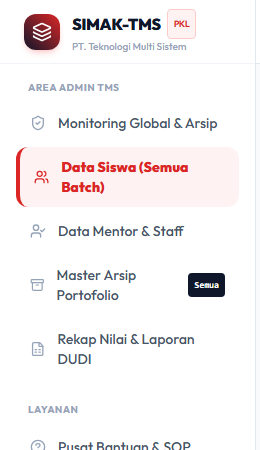 SIMAK-TMS PKL
PT. Teknologi Multi Sistem
AREA ADMIN TMS
Monitoring Global & Arsip
Data Siswa (Semua
Batch)
Data Mentor & Staff
Master Arsip
Portofolio
Semua
Rekap Nilai & Laporan
DUDI
LAYANAN
Pusat Bantuan & SOP